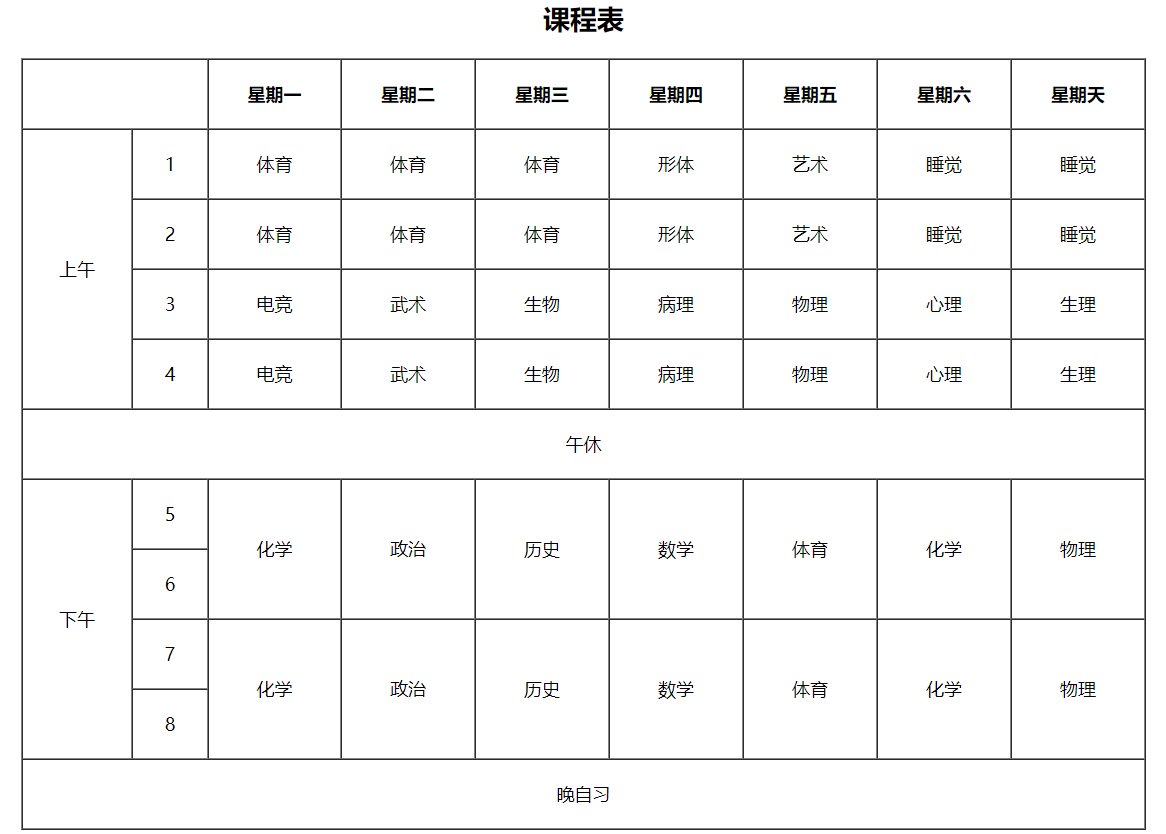 课程表
星期一 星期二 星期三 星期四 星期五 星期六 星期天
1 体育 体育 体育 形体 艺术 睡觉 睡觉
2 体育 体育 体育 形体 艺术 睡觉 睡觉
上午
3 电竞 武术 生物 病理 物理 心理 生理
4 电竞 武术 生物 病理 物理 心理 生理
午休
5
化学 政治 历史 数学 体育 化学 物理
6
下午
7
化学 政治 历史 数学 体育 化学 物理
8
晚自习